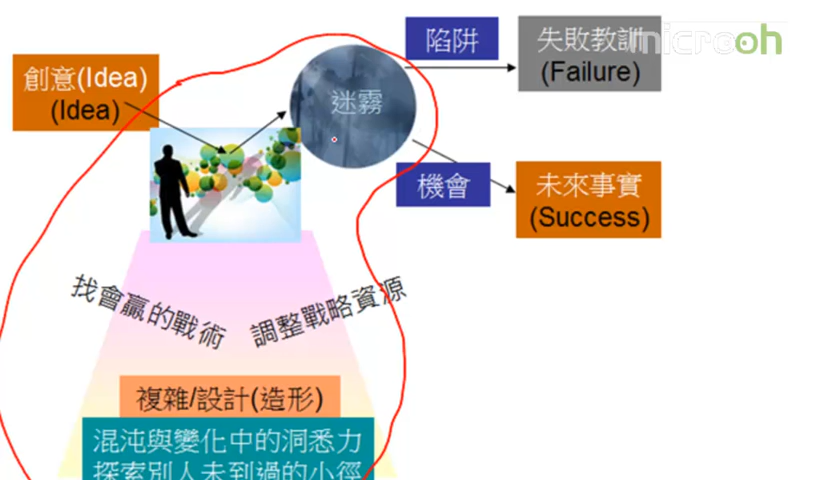 創意(Idea)
(Idea)
迷霧
陷阱
失敗教訓
(Failure)
microoh
機會
未來事實
(Success)
找會贏的戰術
調整戰略資源
複雜/設計(造形)
混沌與變化中的洞悉力
探索別人未到過的小徑